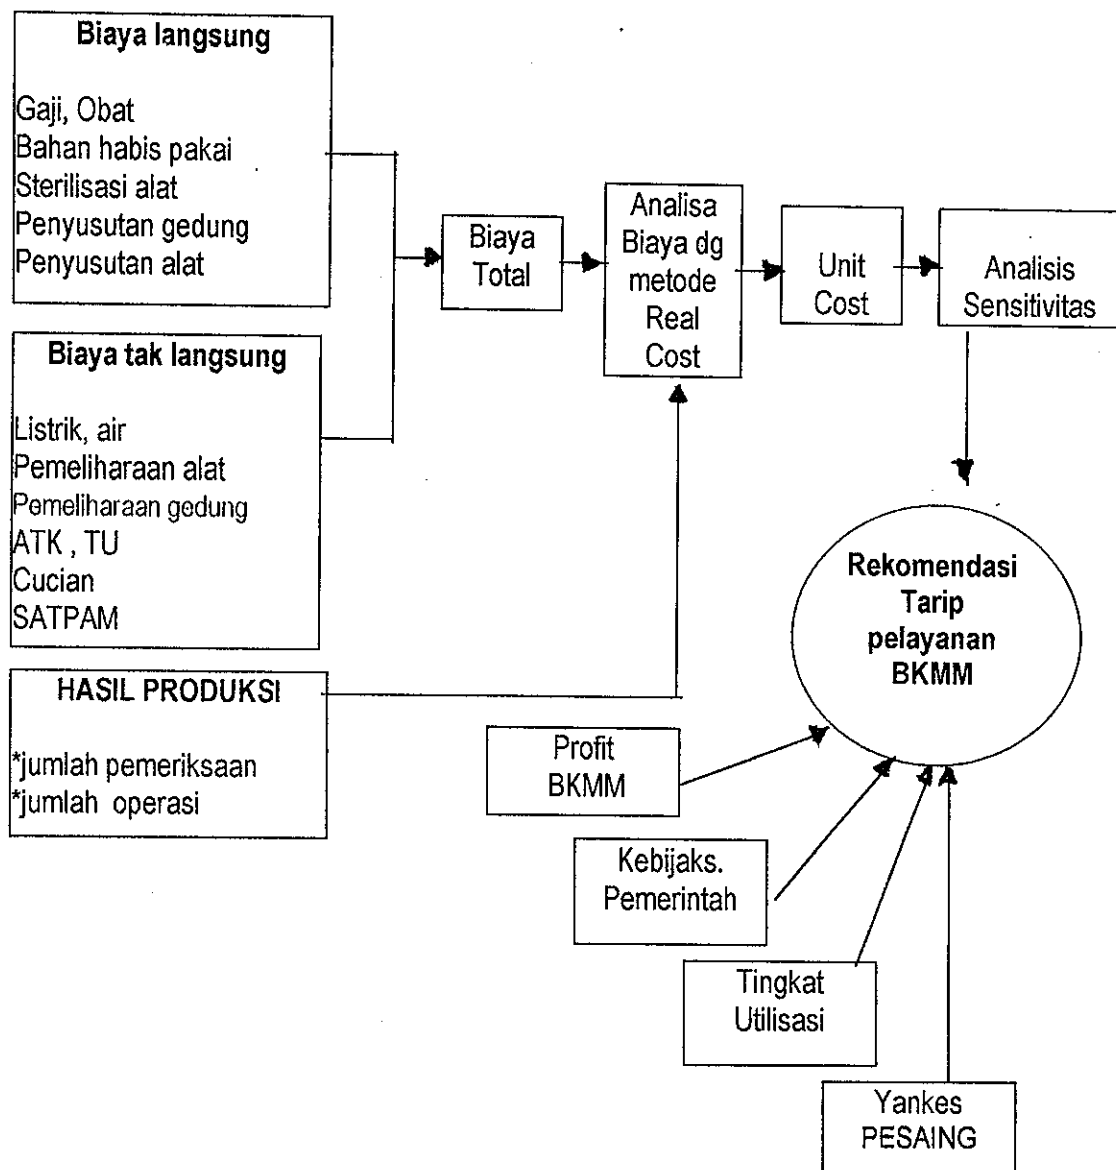 Biaya langsung
Gaji, Obat
Bahan habis pakai
Sterilisasi alat
Penyusutan gedung
Penyusutan alat
Biaya tak langsung
Listrik, air
Pemeliharaan alat
Pemeliharaan gedung
ATK , TU
Cucian
SATPAM
HASIL PRODUKSI
*jumlah pemeriksaan
*jumlah operasi
Biaya
Total
Analisa
Biaya dg
metode
Real
Cost
Unit
Cost
Analisis
Sensitivitas
Rekomendasi
Tarip
pelayanan
BKMM
Profit
BKMM
Kebijaks.
Pemerintah
Tingkat
Utilisasi
Yankes
PESAING